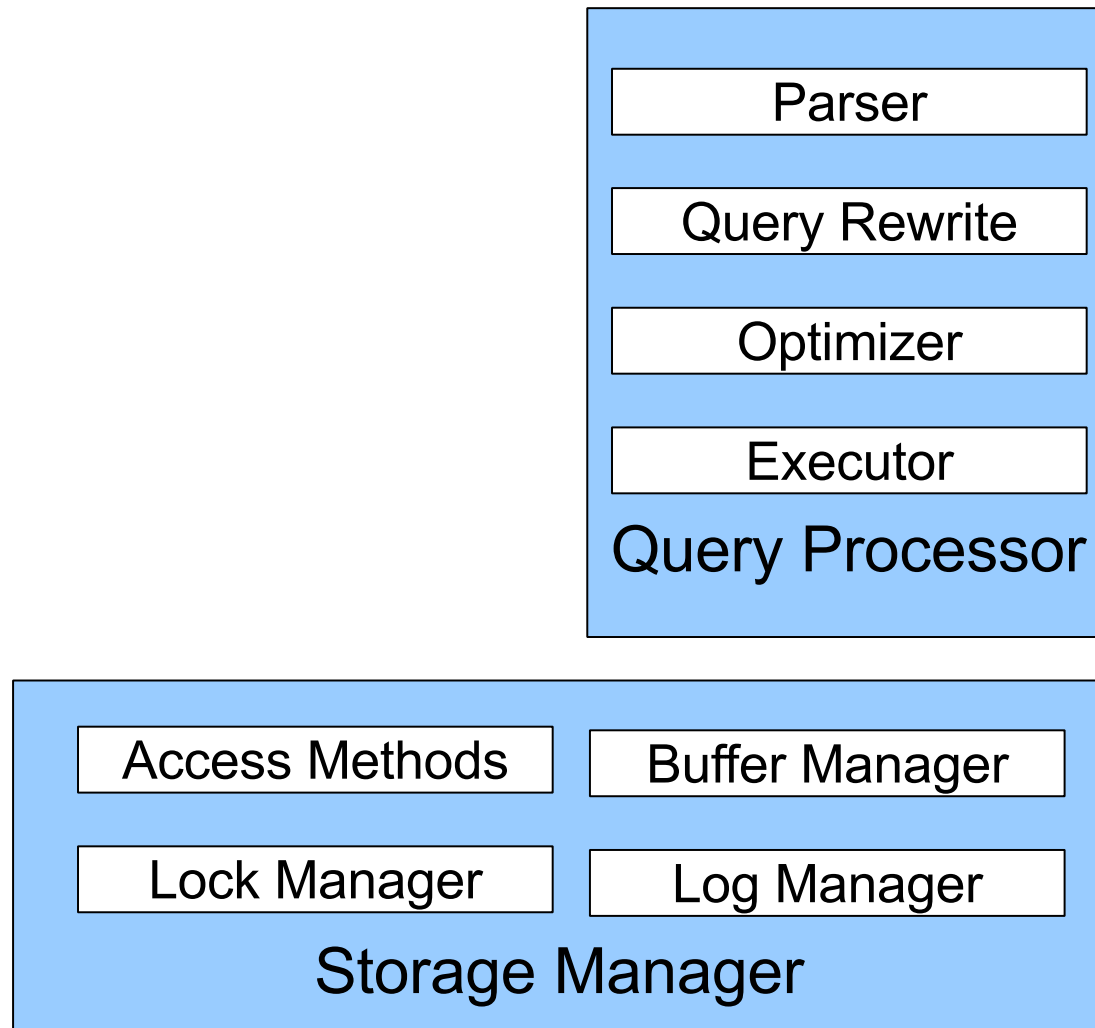 Parser
Query Rewrite
Optimizer
Executor
Query Processor
Access Methods
Buffer Manager
Lock Manager
Log Manager
Storage Manager